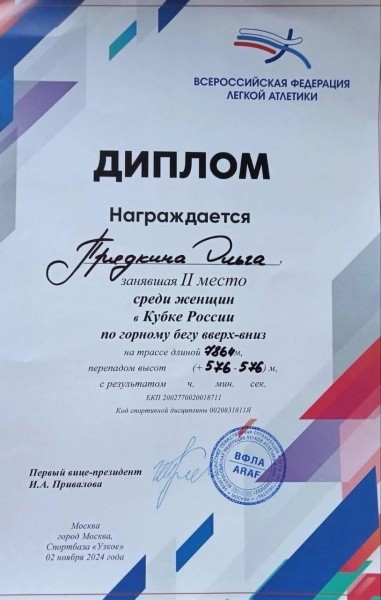 ВСЕРОССИЙСКАЯ ФЕДЕРАЦИЯ
ЛЕГКОЙ АТЛЕТИКИ
ДИПЛОМ
Награждается
Придкина Ольга.
занявшая II место
среди женщин
в Кубке России
по горному бегу вверх-вниз
на трассе длиной 7864м,
перепадом высот (+ 576 - 576) м,
с результатом ч. мин. сек.
ЕКП 2002770020018711
Код спортивной дисциплины 0020831811Я
Первый вице-президент
И.А. Привалова
ВФЛА
ARAF
Москва
город Москва,
Спортбаза «Узкое»
02 ноября 2024 года